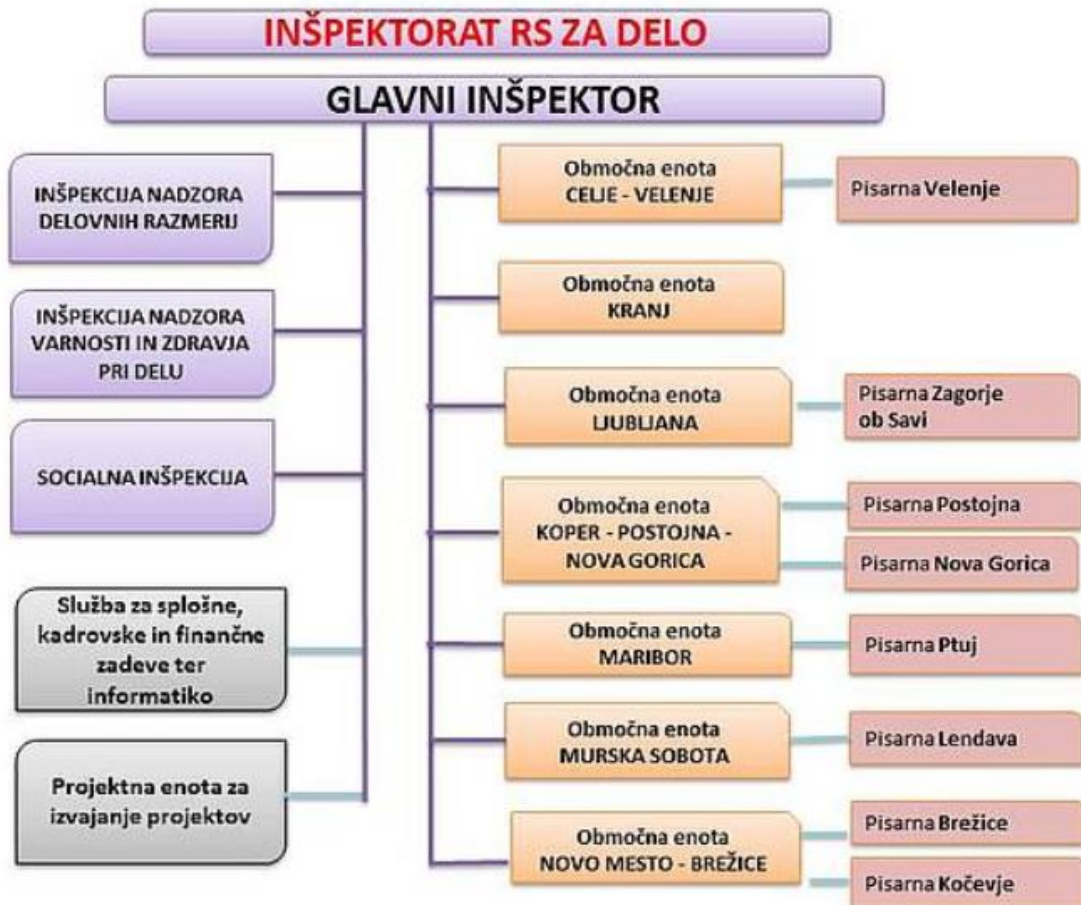 INŠPEKTORAT RS ZA DELO
GLAVNI INŠPEKTOR
INŠPEKCIJA NADZORA
DELOVNIH RAZMERIJ
INŠPEKCIJA NADZORA
VARNOSTI IN ZDRAVJA
PRI DELU
SOCIALNA INŠPEKCIJA
Služba za splošne,
kadrovske in finančne
zadeve ter
informatiko
Projektna enota za
izvajanje projektov
Območna enota
CELJE - VELENJE
Pisarna Velenje
Območna enota
KRANJ
Območna enota
LJUBLJANA
Pisarna Zagorje
ob Savi
Območna enota
KOPER - POSTOJNA -
NOVA GORICA
Pisarna Postojna
Pisarna Nova Gorica
Območna enota
MARIBOR
Pisarna Ptuj
Območna enota
MURSKA SOBOTA
Pisarna Lendava
Območna enota
NOVO MESTO - BREŽICE
Pisarna Brežice
Pisarna Kočevje